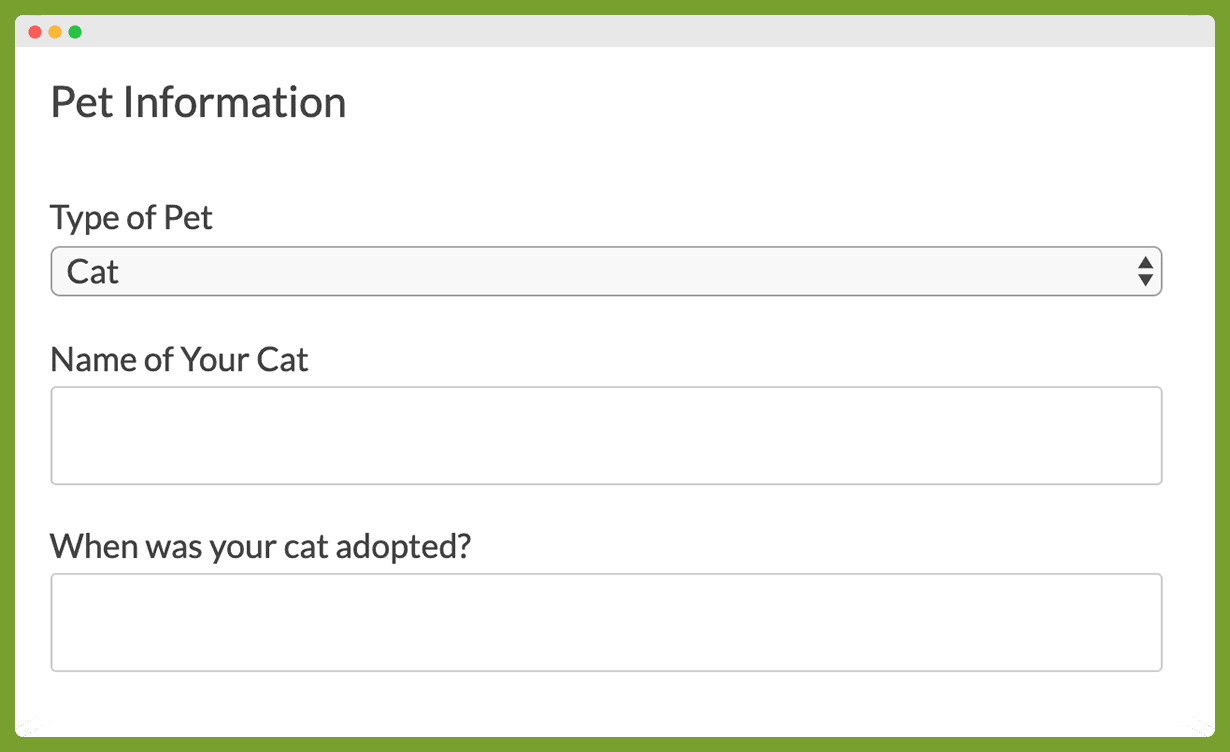 Pet Information
Type of Pet
Cat
Name of Your Cat
When was your cat adopted?